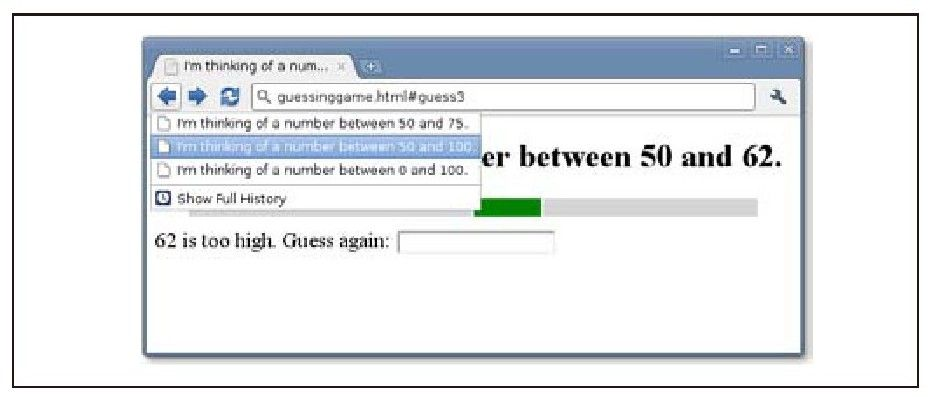 I'm thinking of a num...
guessinggame.html#guess3
I'm thinking of a number between 50 and 75.
I'm thinking of a number between 50 and 100.
I'm thinking of a number between 0 and 100.
Show Full History
er between 50 and 62.
62 is too high. Guess again: